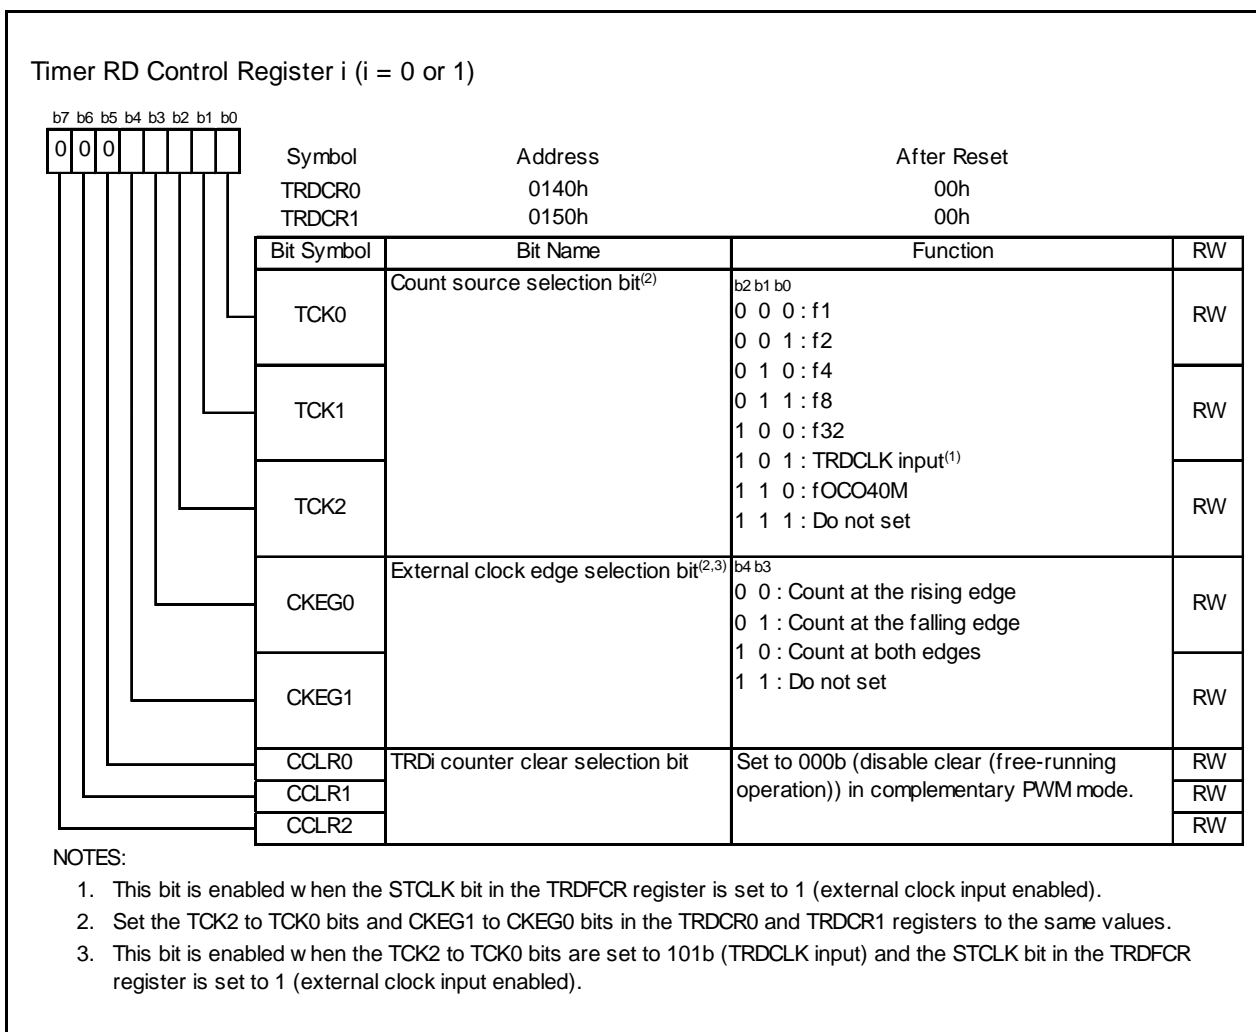 Timer RD Control Register i (i = 0 or 1)
b7 b6 b5 b4 b3 b2 b1 b0
0 0 0
Symbol Address After Reset
TRDCR0 0140h 00h
TRDCR1 0150h 00h
Bit Symbol Bit Name Function RW
TCK0 Count source selection bit(2) b2 b1 b0
0 0 0 : f1 RW
0 0 1 : f2
0 1 0 : f4
TCK1 0 1 1 : f8 RW
1 0 0 : f32
1 0 1 : TRDCLK input(1)
TCK2 1 1 0 : fOCO40M RW
1 1 1 : Do not set
CKEG0 External clock edge selection bit(2,3) b4 b3
0 0 : Count at the rising edge RW
0 1 : Count at the falling edge
1 0 : Count at both edges
CKEG1 1 1 : Do not set RW
CCLR0 TRDi counter clear selection bit Set to 000b (disable clear (free-running RW
CCLR1 operation)) in complementary PWM mode. RW
CCLR2 RW
NOTES:
1. This bit is enabled when the STCLK bit in the TRDFCR register is set to 1 (external clock input enabled).
2. Set the TCK2 to TCK0 bits and CKEG1 to CKEG0 bits in the TRDCR0 and TRDCR1 registers to the same values.
3. This bit is enabled when the TCK2 to TCK0 bits are set to 101b (TRDCLK input) and the STCLK bit in the TRDFCR
register is set to 1 (external clock input enabled).